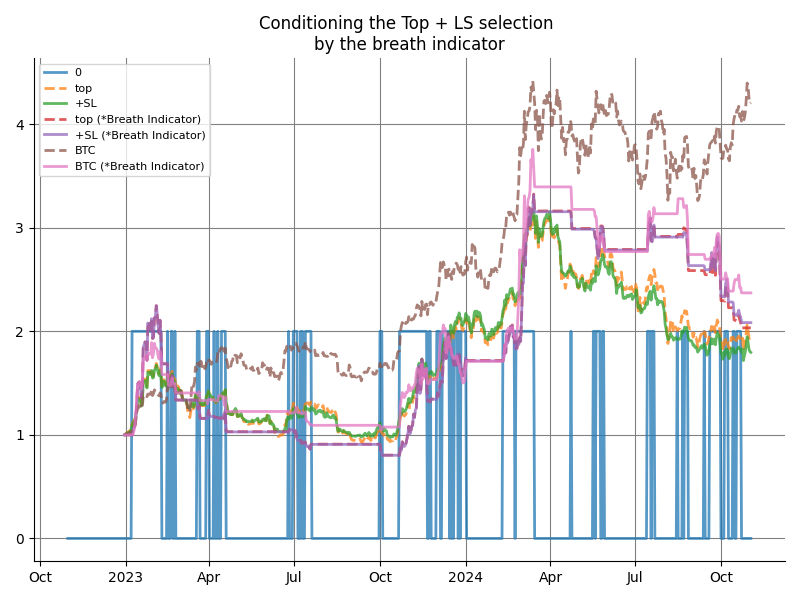 Conditioning the Top + LS selection
by the breath indicator
0
top
+SL
top (*Breath Indicator)
+SL (*Breath Indicator)
BTC
BTC (*Breath Indicator)
4
3
2
1
0
Oct
2023
Apr
Jul
Oct
2024
Apr
Jul
Oct